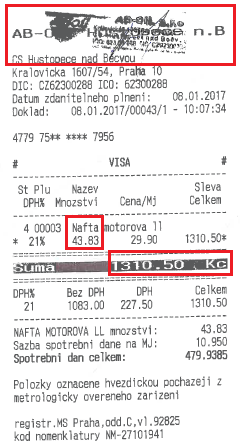 AB-OIL s.r.o
AB-OIL Hustopece n.B
CS Hustopece nad Becvou
Kralovicka 1607/54, Praha 10
DIC: CZ62300288 ICO: 62300288
Datum zdanitelneho plneni: 08.01.2017
Doklad: 08.01.2017/00043/1 - 10:07:34
4779 75** **** 7956
# VISA #
St Plu Nazev Sleva
DPH% Mnozstvi Cena/Mj Celkem
4 00003 Nafta motorova ll
* 21% 43.83 29.90 1310.50*
Suma 1310.50 Kc
DPH% Bez DPH DPH Celkem
21 1083.00 227.50 1310.50
NAFTA MOTOROVA LL mnozstvi: 43.83
Sazba spotrebni dane na MJ: 10.950
Spotrebni dan celkem: 479.9385
Polozky oznacene hvezdickou pochazeji z
metrologicky overeneho zarizeni
registr.MS Praha,odd.C,vl.92825
kod nomenklatury NM-27101941